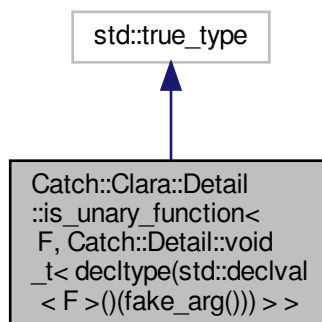 std::true_type
Catch::Clara::Detail
::is_unary_function<
F, Catch::Detail::void
_t< decltype(std::declval
< F >()(fake_arg())) > >